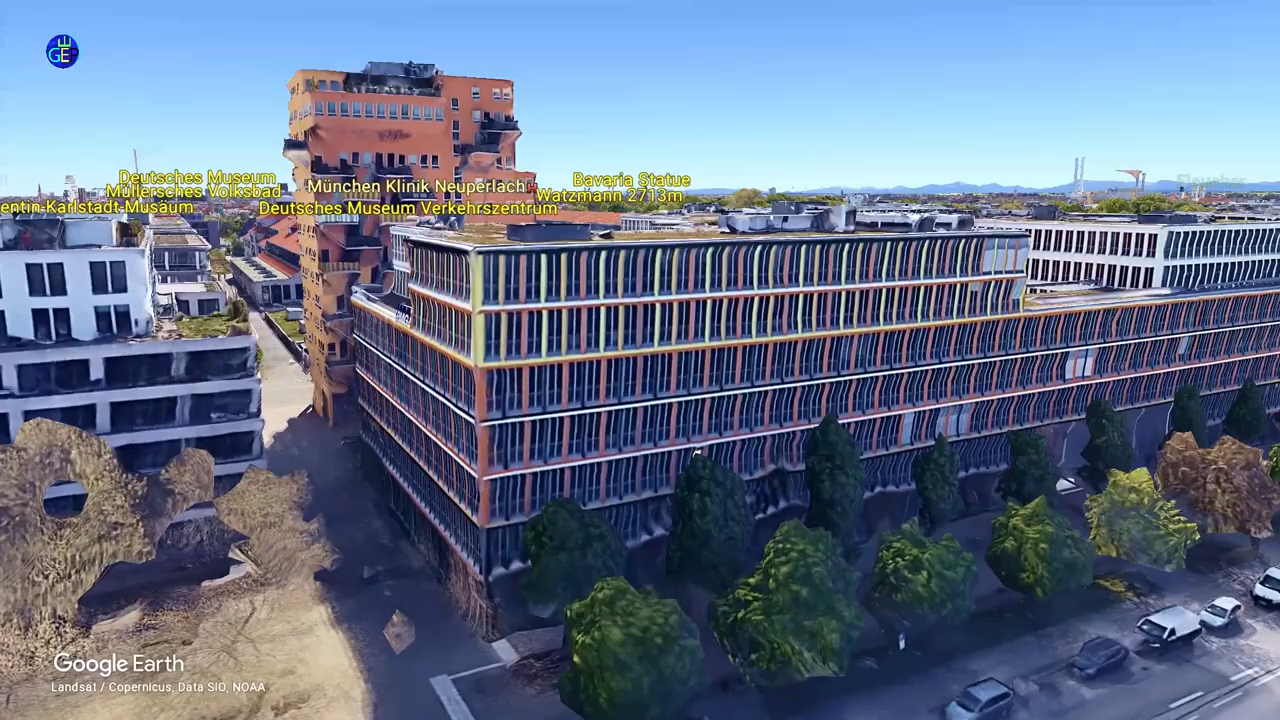 GEP
Deutsches Museum
Müllersches Volksbad
entin-Karlstadt-Musäum
München Klinik Neuperlach
Deutsches Museum Verkehrszentrum
Bavaria Statue
Watzmann 2713m
Google Earth
Landsat / Copernicus, Data SIO, NOAA